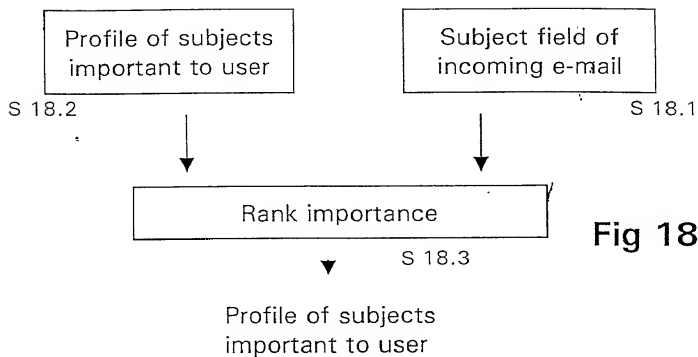 Profile of subjects
important to user
Subject field of
incoming e-mail
S 18.2
S 18.1
Rank importance
Fig 18
S 18.3
Profile of subjects
important to user